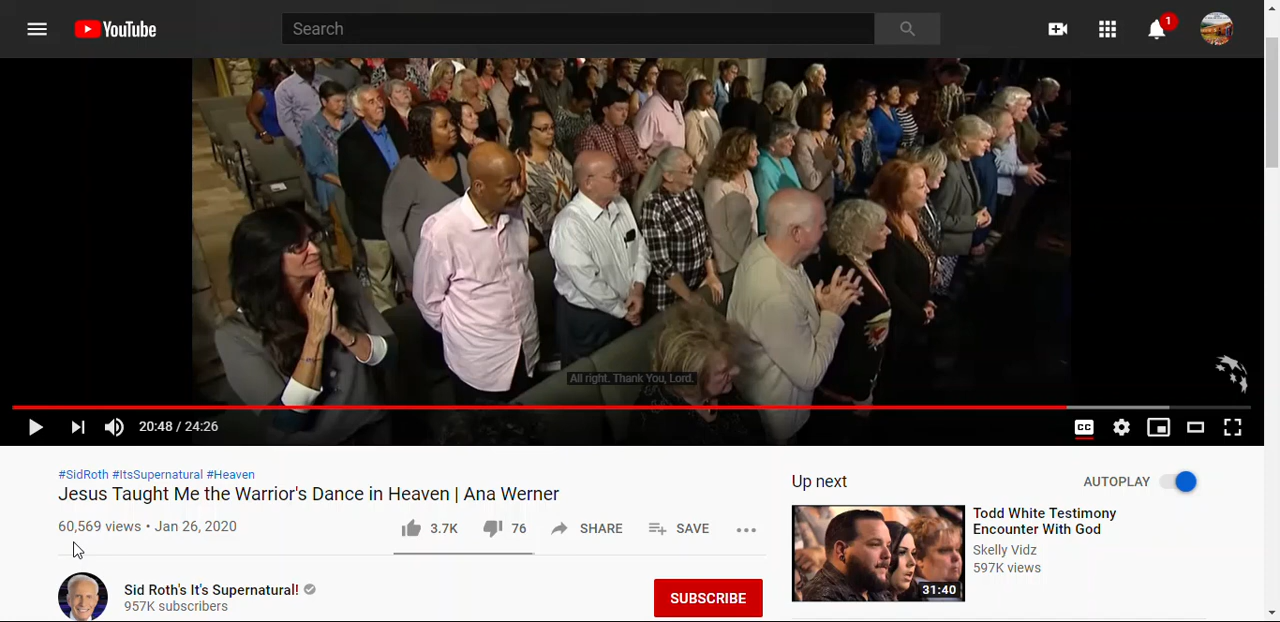 YouTube
Search
1
All right. Thank You, Lord.
20:48 / 24:26
CC
#SidRoth #ItsSupernatural #Heaven
Jesus Taught Me the Warrior's Dance in Heaven | Ana Werner
60,569 views • Jan 26, 2020
3.7K
76
SHARE
SAVE
Sid Roth's It's Supernatural!
957K subscribers
SUBSCRIBE
Up next
AUTOPLAY
31:40
Todd White Testimony
Encounter With God
Skelly Vidz
597K views